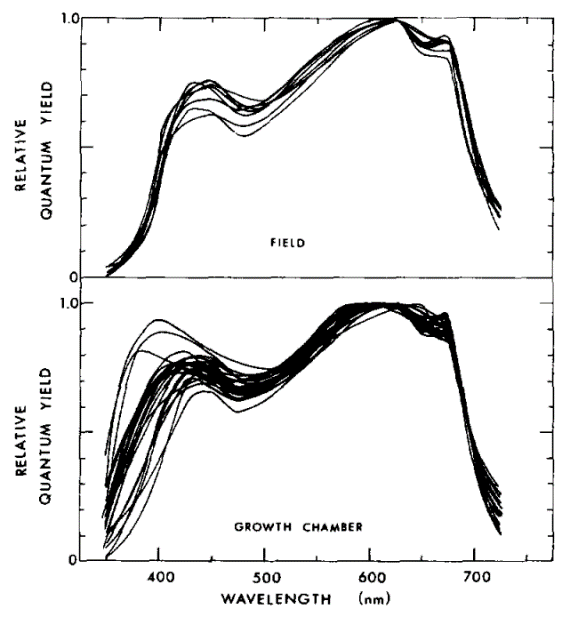 1.0
RELATIVE
QUANTUM YIELD
FIELD
0
1.0
RELATIVE
QUANTUM YIELD
GROWTH CHAMBER
0
400 500 600 700
WAVELENGTH (nm)